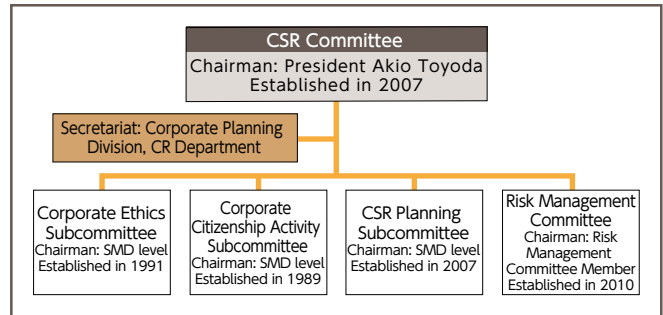 CSR Committee
Chairman: President Akio Toyoda
Established in 2007
Secretariat: Corporate Planning
Division, CR Department
Corporate Ethics
Subcommittee
Chairman: SMD level
Established in 1991
Corporate
Citizenship Activity
Subcommittee
Chairman: SMD level
Established in 1989
CSR Planning
Subcommittee
Chairman: SMD level
Established in 2007
Risk Management
Committee
Chairman: Risk
Management
Committee Member
Established in 2010